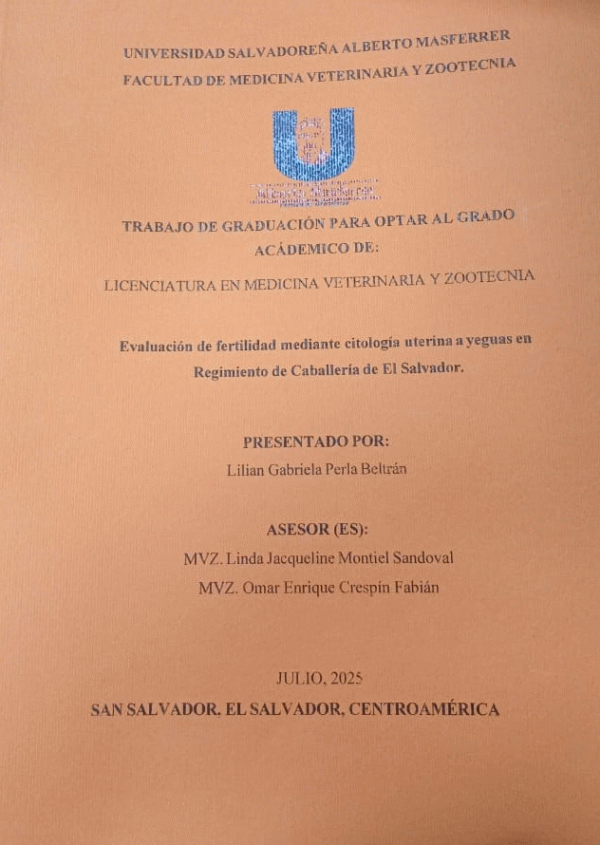 UNIVERSIDAD SALVADOREÑA ALBERTO MASFERRER
FACULTAD DE MEDICINA VETERINARIA Y ZOOTECNIA
TRABAJO DE GRADUACIÓN PARA OPTAR AL GRADO
ACÁDEMICO DE:
LICENCIATURA EN MEDICINA VETERINARIA Y ZOOTECNIA
Evaluación de fertilidad mediante citología uterina a yeguas en
Regimiento de Caballería de El Salvador.
PRESENTADO POR:
Lilian Gabriela Perla Beltrán
ASESOR (ES):
MVZ. Linda Jacqueline Montiel Sandoval
MVZ. Omar Enrique Crespín Fabián
JULIO, 2025
SAN SALVADOR, EL SALVADOR, CENTROAMÉRICA